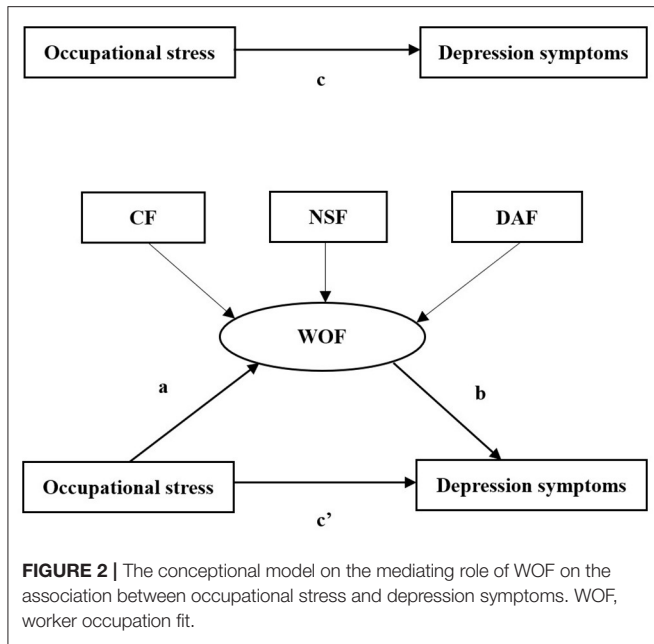 Occupational stress Depression symptoms
c
CF NSF DAF
WOF
a b
Occupational stress Depression symptoms
c’
FIGURE 2 | The conceptional model on the mediating role of WOF on the
association between occupational stress and depression symptoms. WOF,
worker occupation fit.